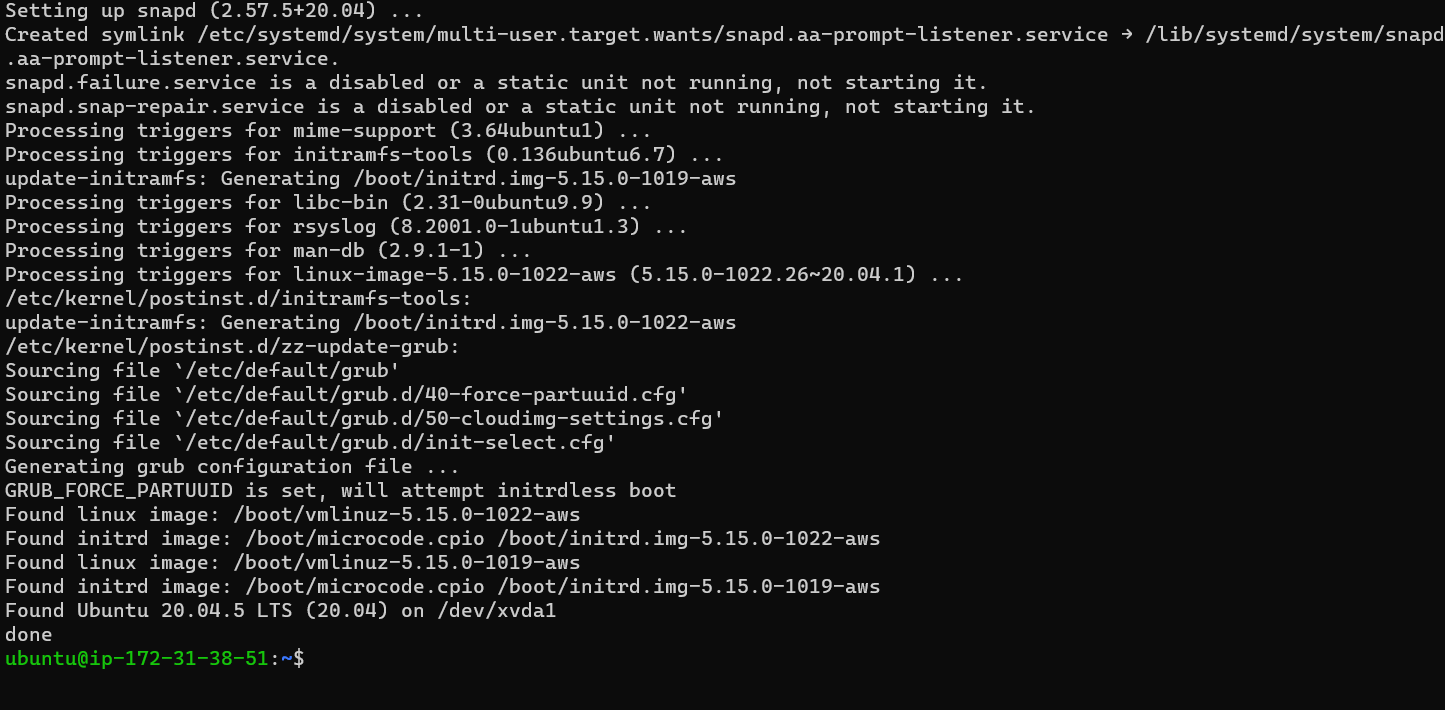 Setting up snapd (2.57.5+20.04) ...
Created symlink /etc/systemd/system/multi-user.target.wants/snapd.aa-prompt-listener.service → /lib/systemd/system/snapd
.aa-prompt-listener.service.
snapd.failure.service is a disabled or a static unit not running, not starting it.
snapd.snap-repair.service is a disabled or a static unit not running, not starting it.
Processing triggers for mime-support (3.64ubuntu1) ...
Processing triggers for initramfs-tools (0.136ubuntu6.7) ...
update-initramfs: Generating /boot/initrd.img-5.15.0-1019-aws
Processing triggers for libc-bin (2.31-0ubuntu9.9) ...
Processing triggers for rsyslog (8.2001.0-1ubuntu1.3) ...
Processing triggers for man-db (2.9.1-1) ...
Processing triggers for linux-image-5.15.0-1022-aws (5.15.0-1022.26~20.04.1) ...
/etc/kernel/postinst.d/initramfs-tools:
update-initramfs: Generating /boot/initrd.img-5.15.0-1022-aws
/etc/kernel/postinst.d/zz-update-grub:
Sourcing file `/etc/default/grub'
Sourcing file `/etc/default/grub.d/40-force-partuuid.cfg'
Sourcing file `/etc/default/grub.d/50-cloudimg-settings.cfg'
Sourcing file `/etc/default/grub.d/init-select.cfg'
Generating grub configuration file ...
GRUB_FORCE_PARTUUID is set, will attempt initrdless boot
Found linux image: /boot/vmlinuz-5.15.0-1022-aws
Found initrd image: /boot/microcode.cpio /boot/initrd.img-5.15.0-1022-aws
Found linux image: /boot/vmlinuz-5.15.0-1019-aws
Found initrd image: /boot/microcode.cpio /boot/initrd.img-5.15.0-1019-aws
Found Ubuntu 20.04.5 LTS (20.04) on /dev/xvda1
done
ubuntu@ip-172-31-38-51:~$